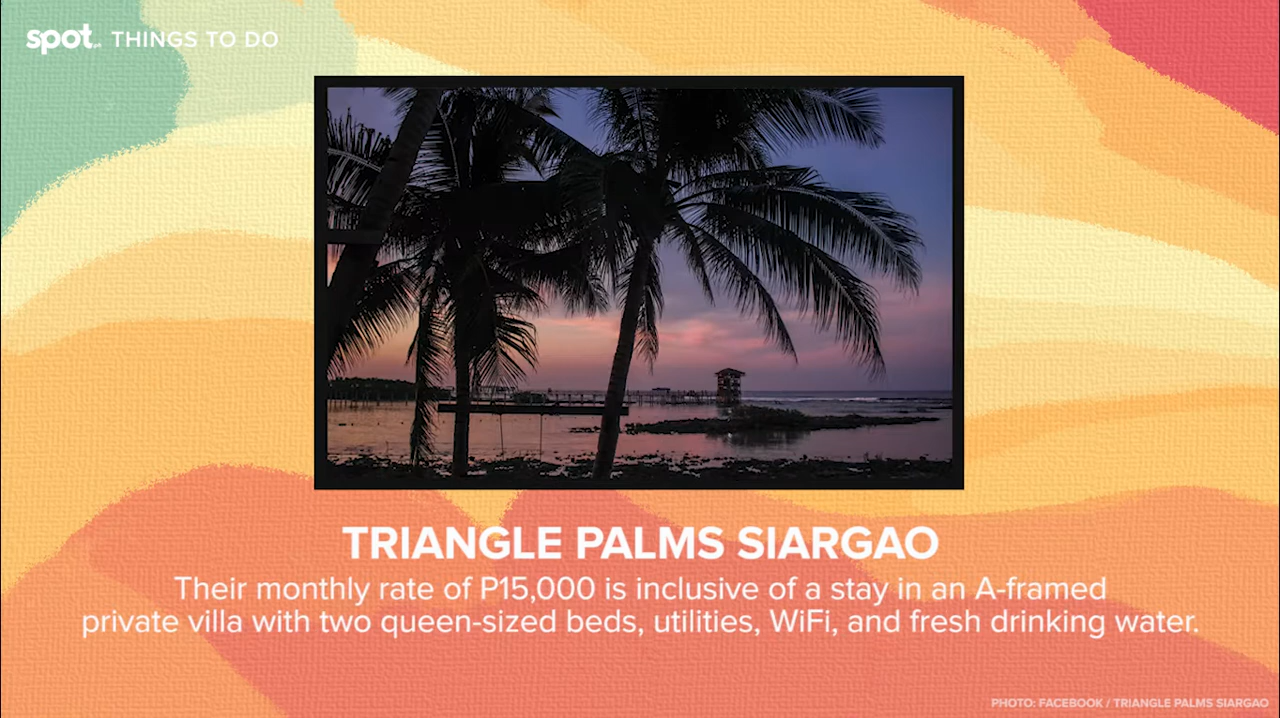 spot.ph THINGS TO DO
TRIANGLE PALMS SIARGAO
Their monthly rate of P15,000 is inclusive of a stay in an A-framed
private villa with two queen-sized beds, utilities, WiFi, and fresh drinking water.
PHOTO: FACEBOOK / TRIANGLE PALMS SIARGAO